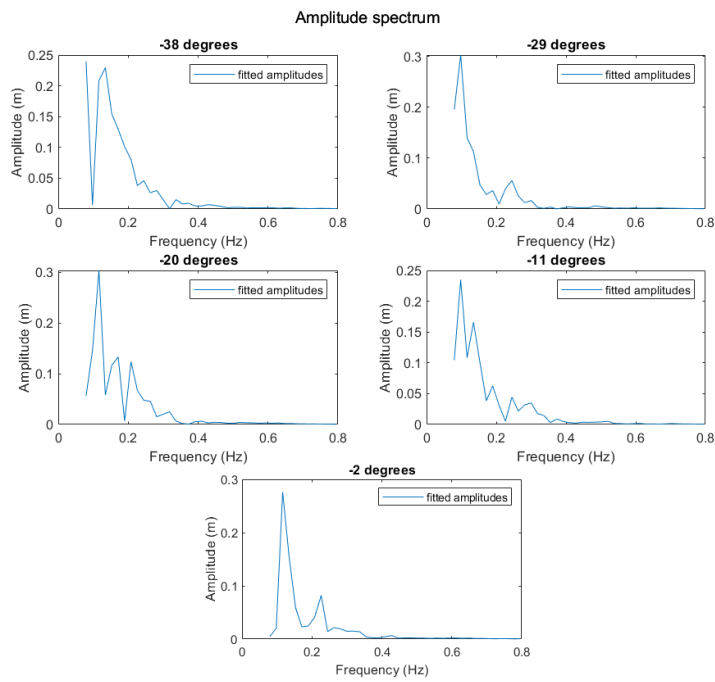 Amplitude spectrum
-38 degrees
0.25
0.2
0.15
0.1
0.05
0
Amplitude (m)
fitted amplitudes
0 0.2 0.4 0.6 0.8
Frequency (Hz)
-29 degrees
0.3
0.2
0.1
0
Amplitude (m)
fitted amplitudes
0 0.2 0.4 0.6 0.8
Frequency (Hz)
-20 degrees
0.3
0.2
0.1
0
Amplitude (m)
fitted amplitudes
0 0.2 0.4 0.6 0.8
Frequency (Hz)
-11 degrees
0.25
0.2
0.15
0.1
0.05
0
Amplitude (m)
fitted amplitudes
0 0.2 0.4 0.6 0.8
Frequency (Hz)
-2 degrees
0.3
0.2
0.1
0
Amplitude (m)
fitted amplitudes
0 0.2 0.4 0.6 0.8
Frequency (Hz)